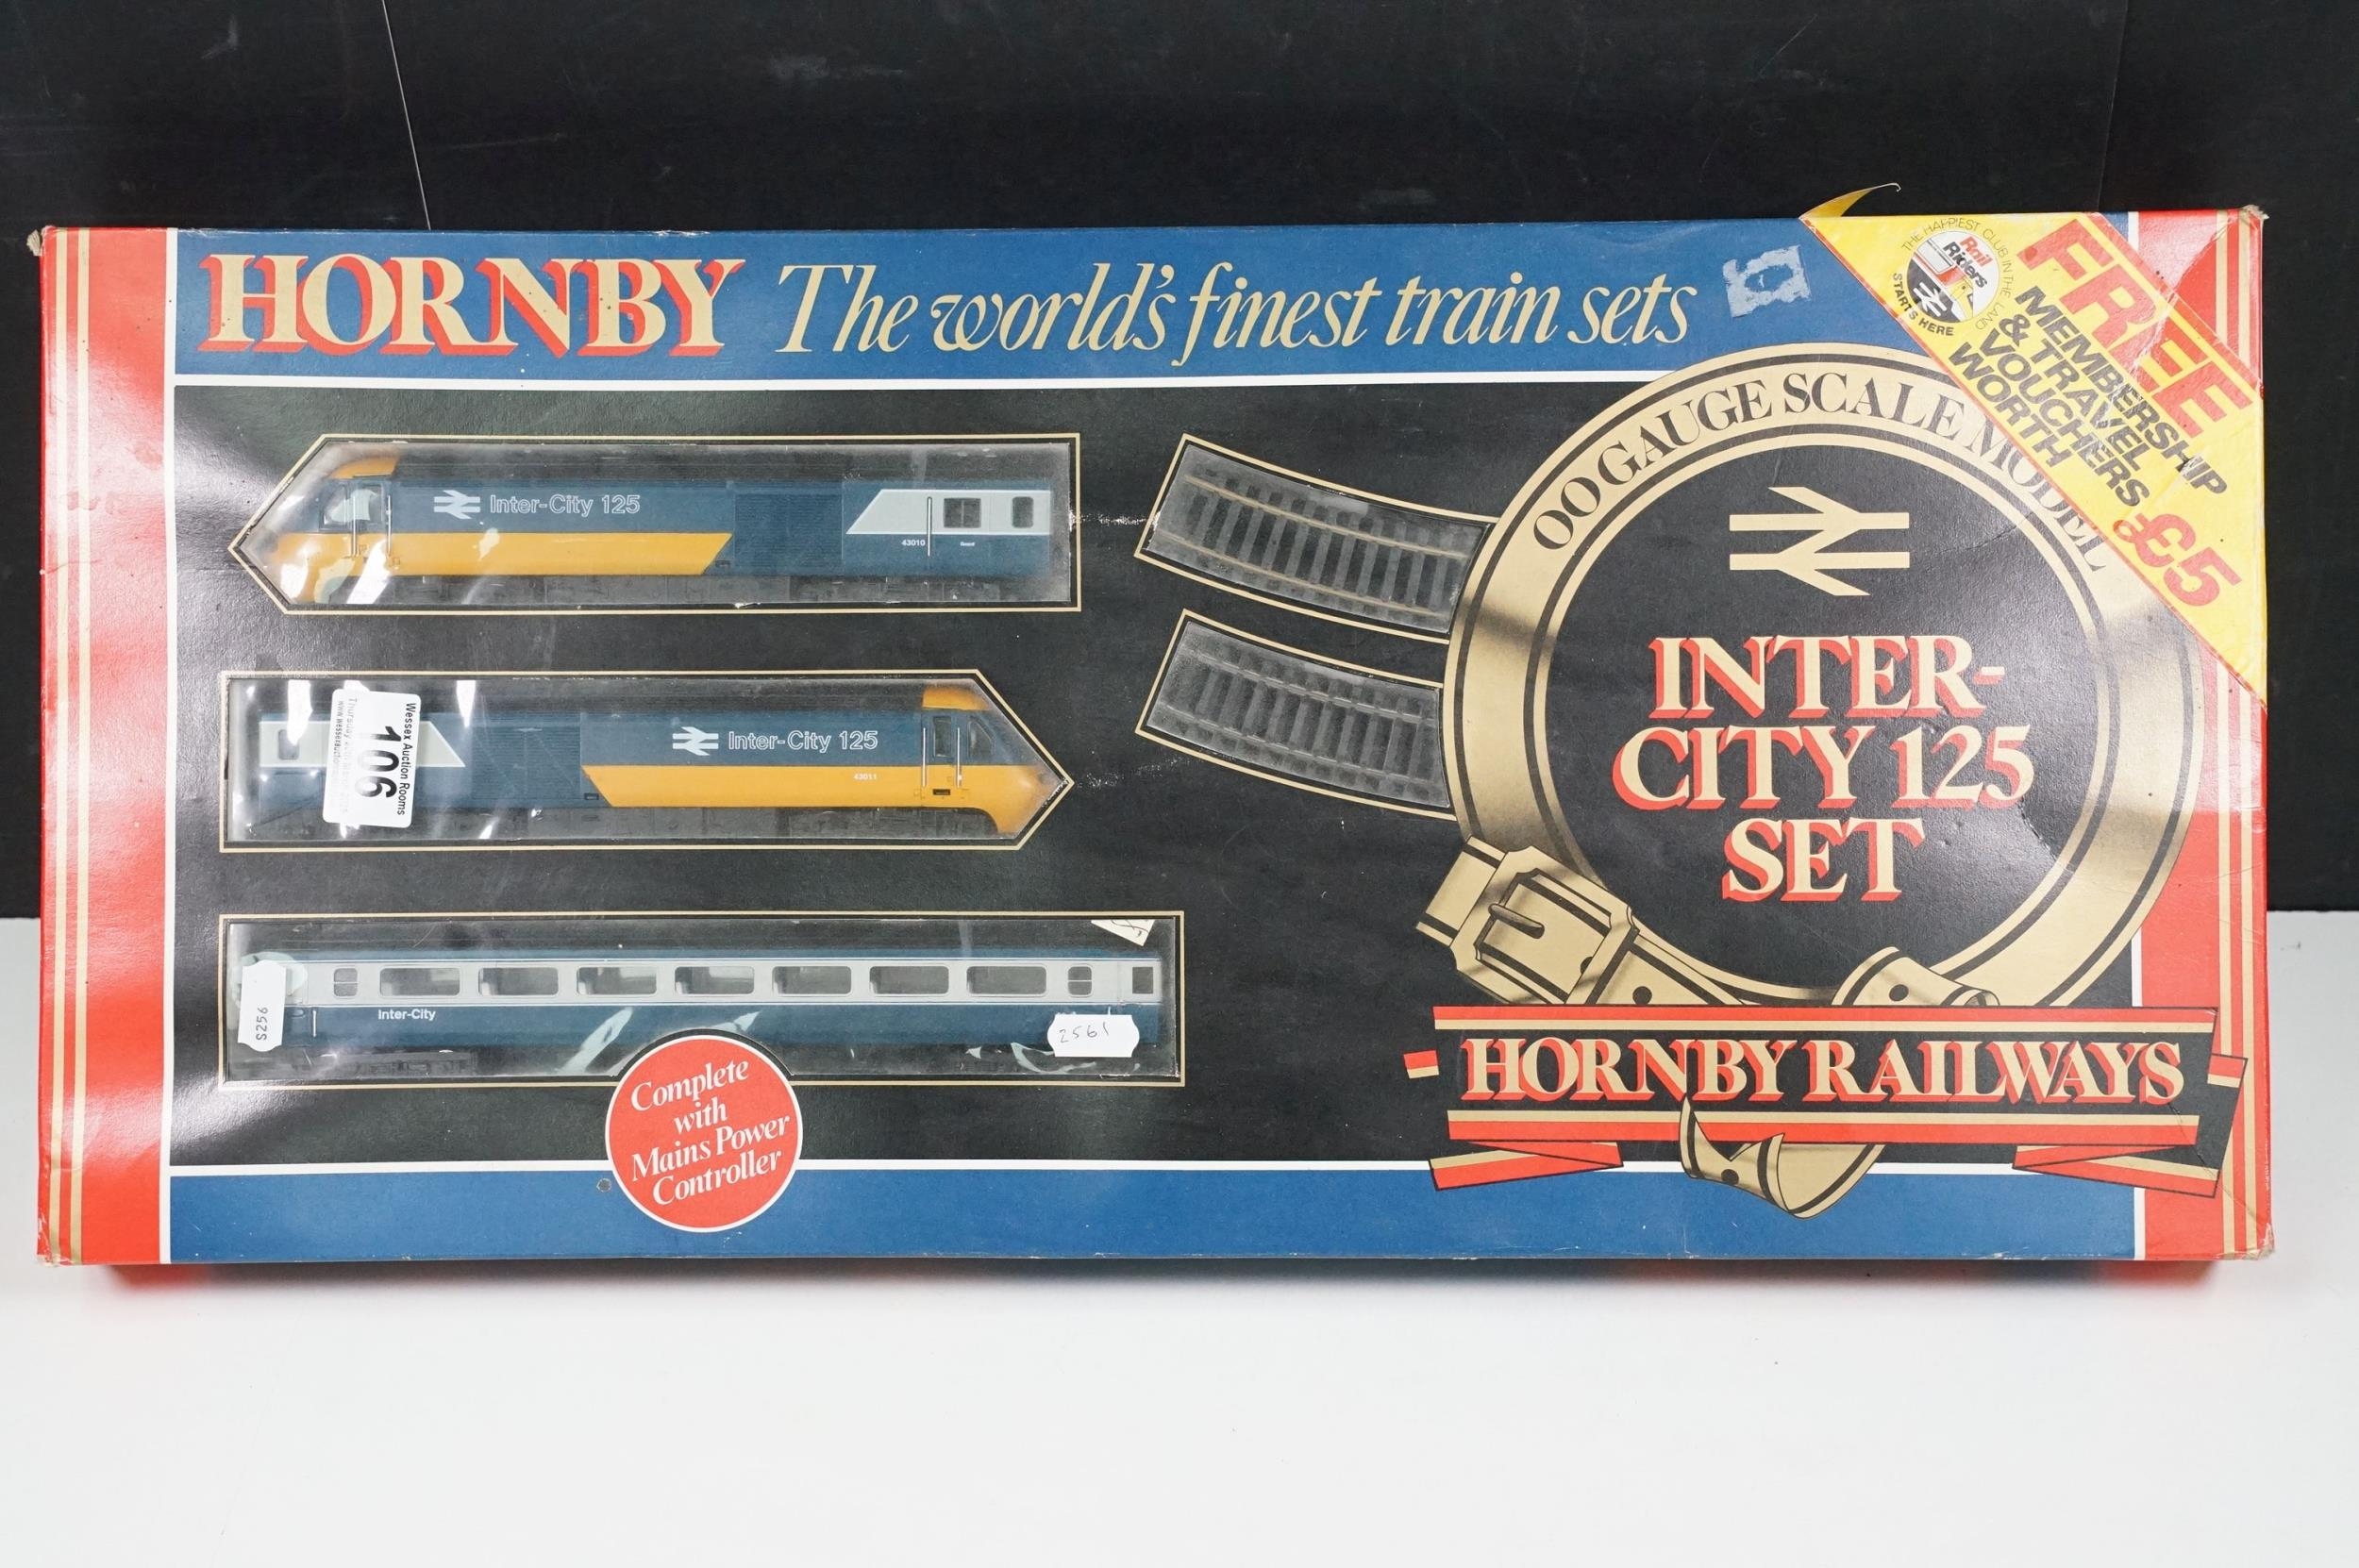 HORNBY The world's finest train sets
THE HAPPIEST CLUB IN THE LAND
Rail
Riders
STARTS HERE
FREE
MEMBERSHIP
& TRAVEL
VOUCHERS
WORTH
£5
OO GAUGE SCALE MODEL
INTER-
CITY 125
SET
HORNBY RAILWAYS
Inter-City 125
43010
Inter-City 125
43011
Wessex Auction Rooms
106
Inter-City
S256
2561
Complete
with
Mains Power
Controller